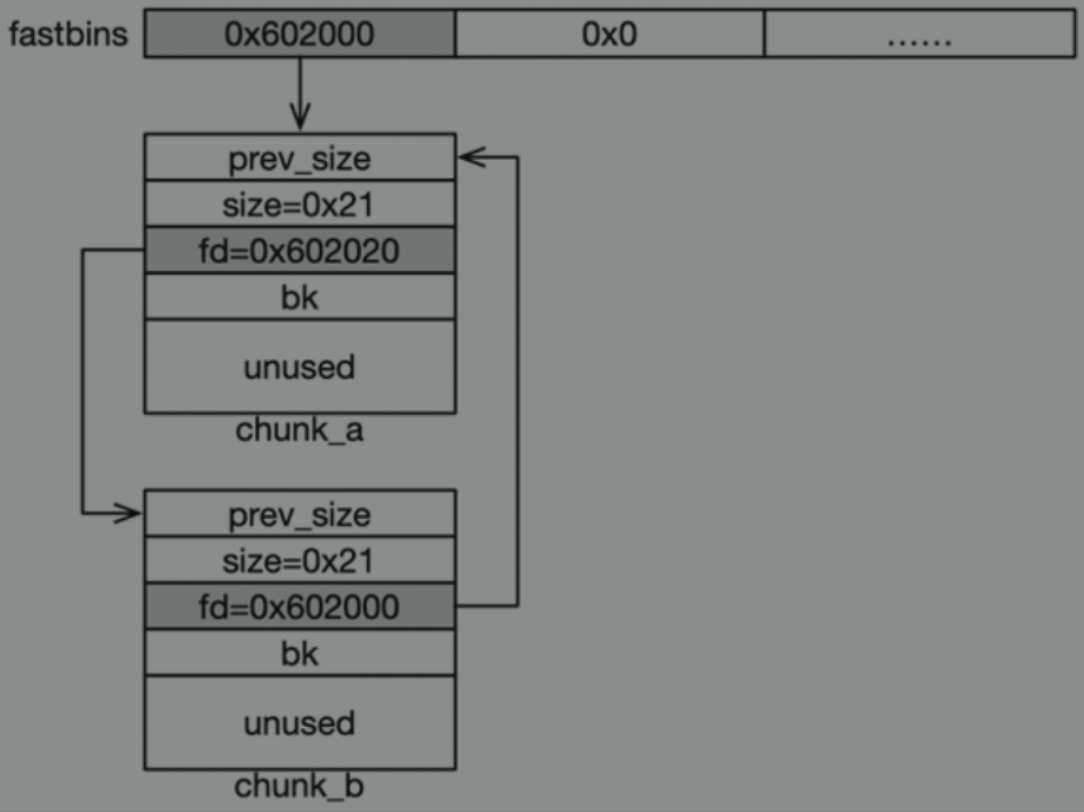 fastbins 0x602000 0x0 ......
prev_size
size=0x21
fd=0x602020
bk
unused
chunk_a
prev_size
size=0x21
fd=0x602000
bk
unused
chunk_b